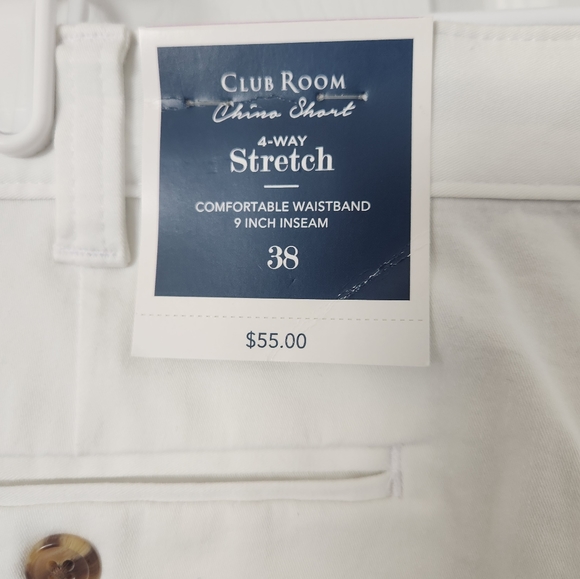 CLUB ROOM
Chino Short
4-WAY
Stretch
COMFORTABLE WAISTBAND
9 INCH INSEAM
38
$55.00